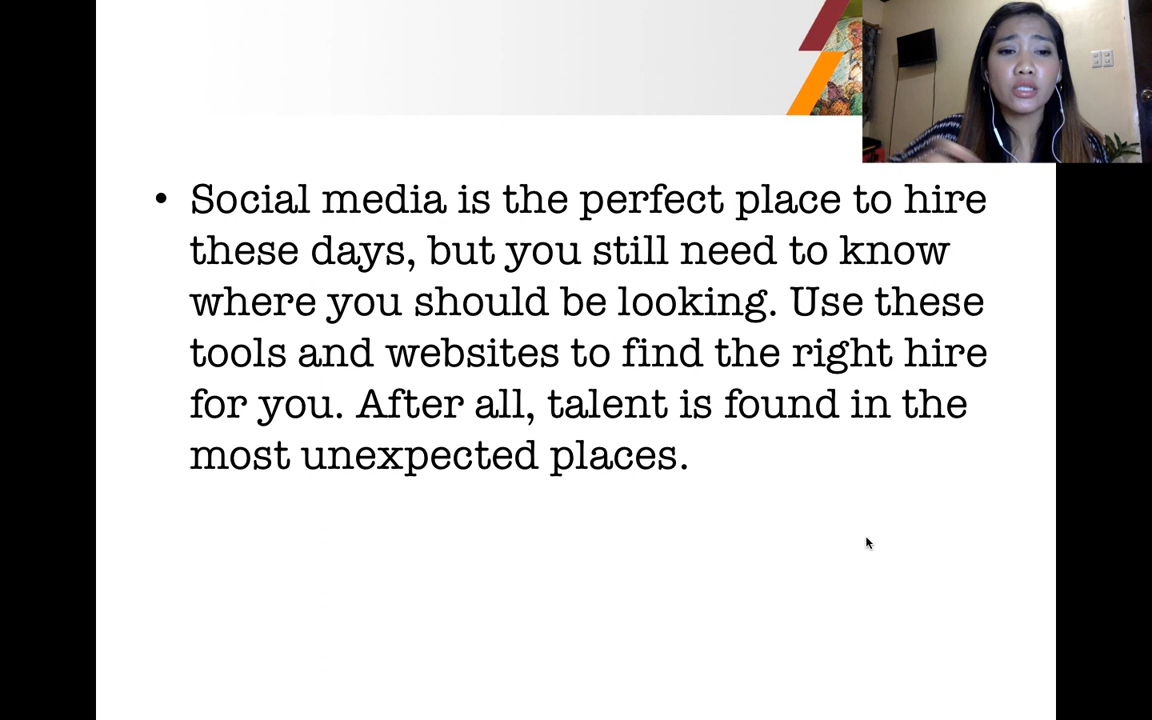 • Social media is the perfect place to hire
these days, but you still need to know
where you should be looking. Use these
tools and websites to find the right hire
for you. After all, talent is found in the
most unexpected places.